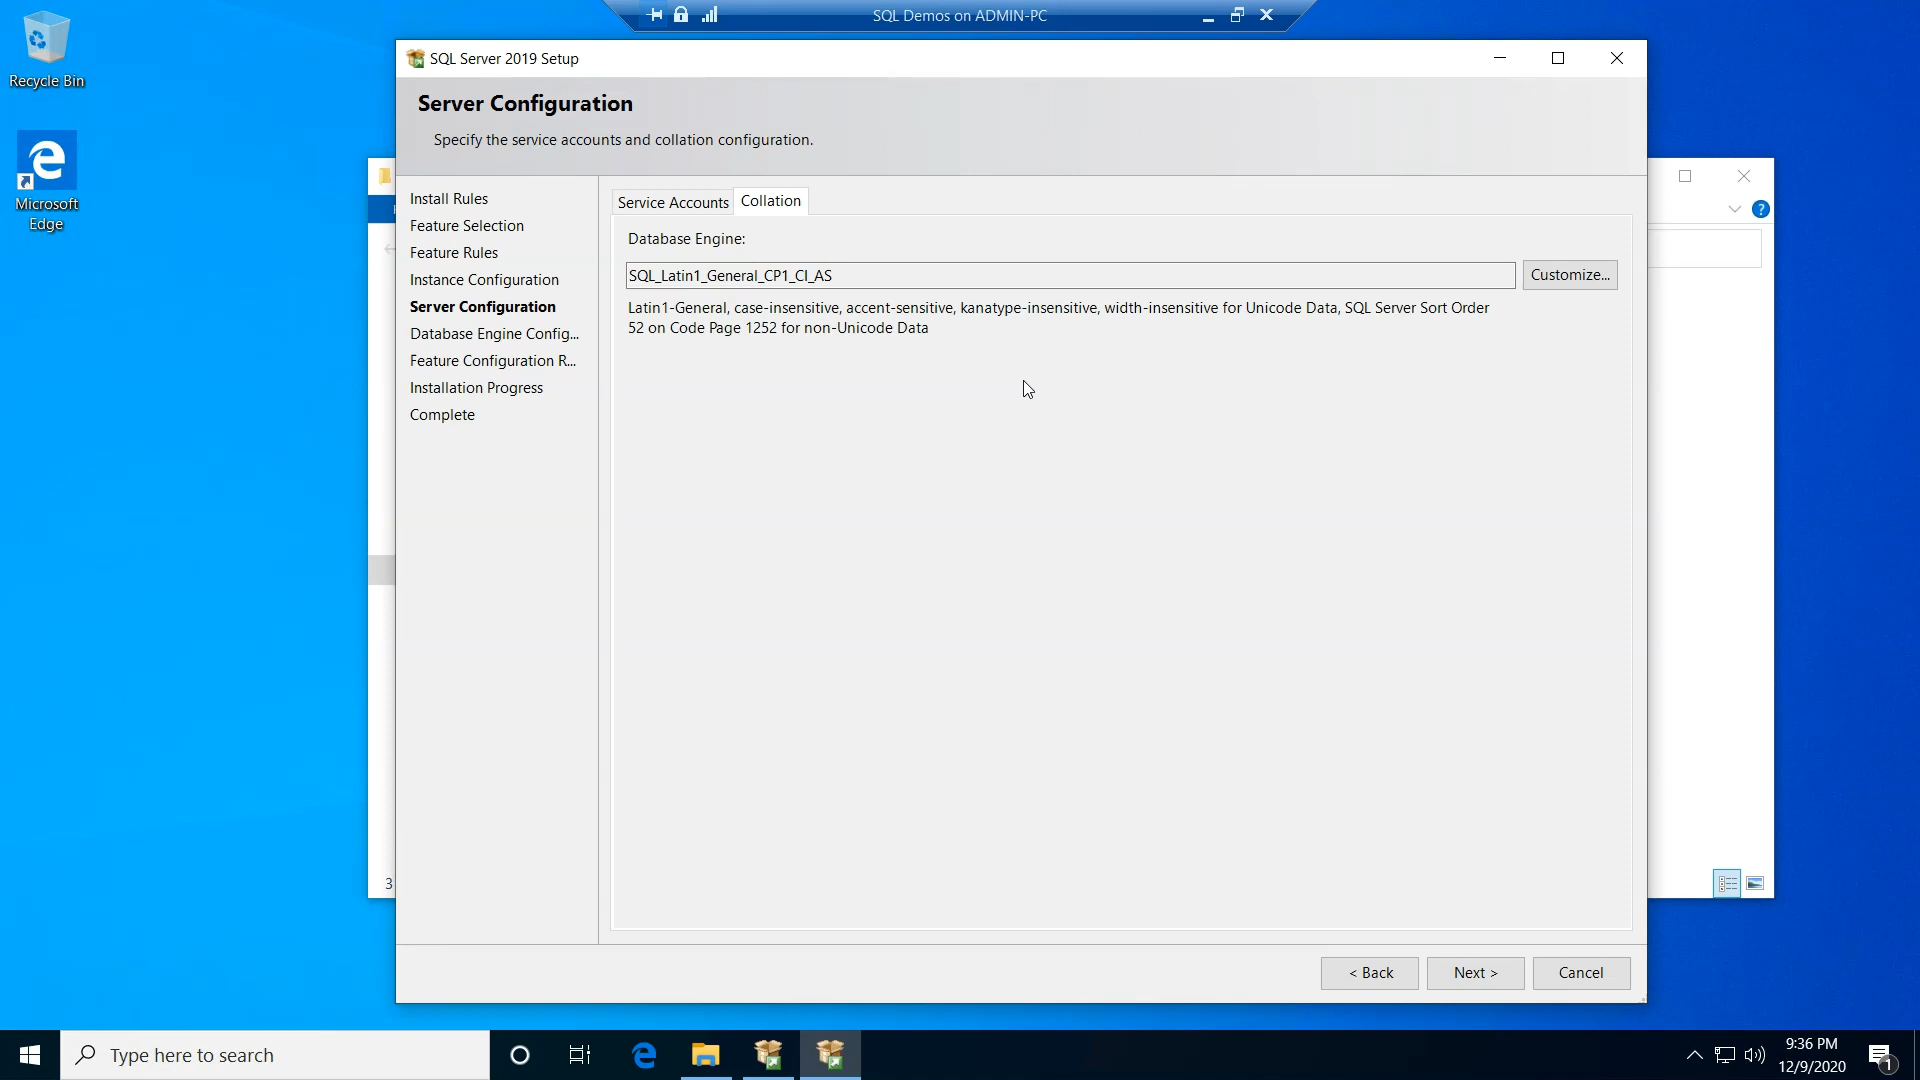 SQL Demos on ADMIN-PC
Recycle Bin
Microsoft
Edge
SQL Server 2019 Setup
Server Configuration
Specify the service accounts and collation configuration.
Install Rules
Feature Selection
Feature Rules
Instance Configuration
Server Configuration
Database Engine Config...
Feature Configuration R...
Installation Progress
Complete
Service Accounts
Collation
Database Engine:
SQL_Latin1_General_CP1_CI_AS
Customize...
Latin1-General, case-insensitive, accent-sensitive, kanatype-insensitive, width-insensitive for Unicode Data, SQL Server Sort Order
52 on Code Page 1252 for non-Unicode Data
?
3
< Back
Next >
Cancel
Type here to search
9:36 PM
12/9/2020
1